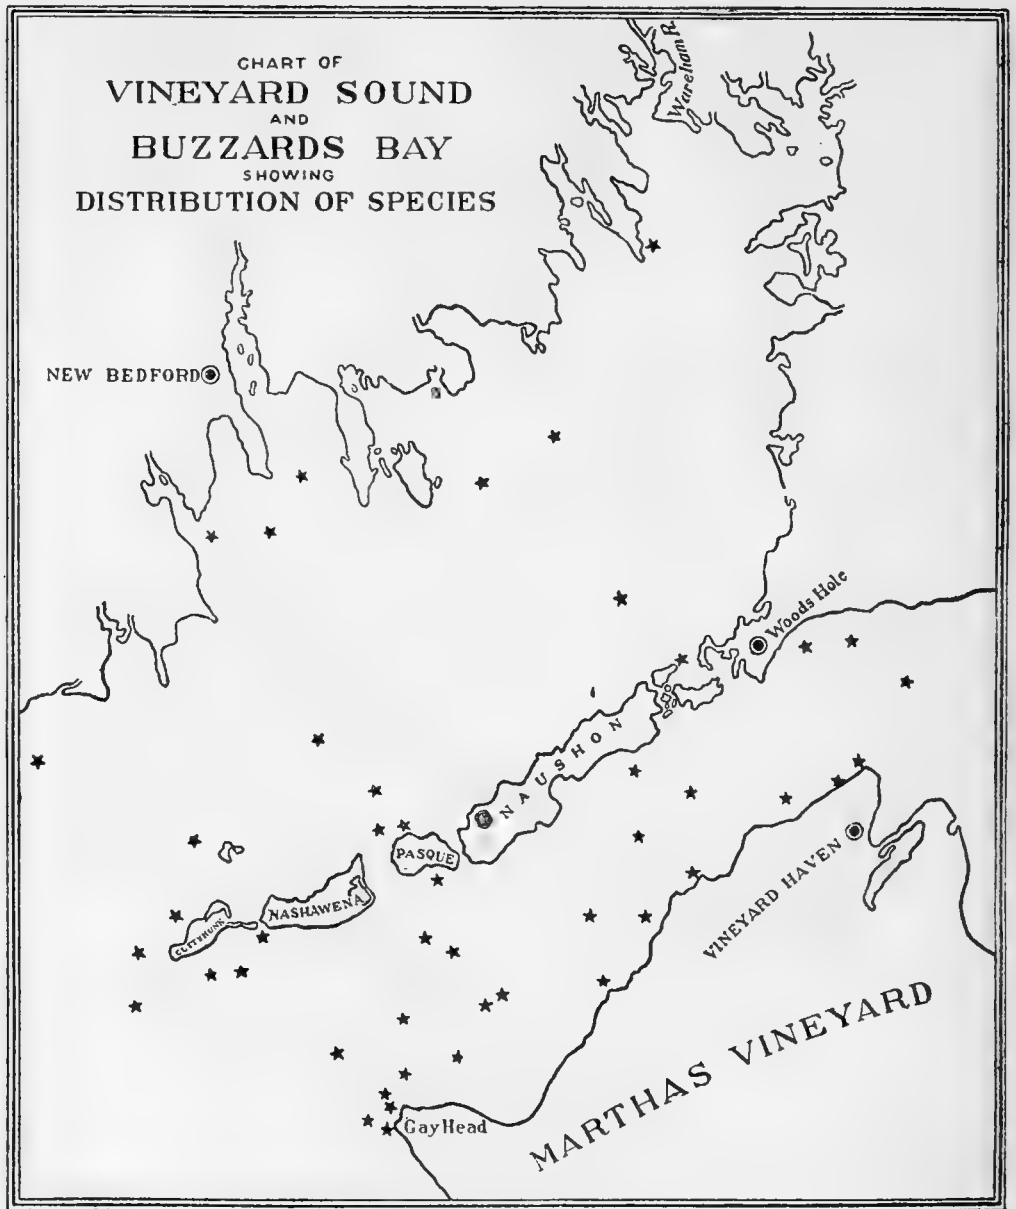 CHART OF
VINEYARD SOUND
AND
BUZZARDS BAY
SHOWING
DISTRIBUTION OF SPECIES
Wareham R.
NEW BEDFORD
Woods Hole
NAUSHON
PASQUE
NASHAWENA
CUTTYHUNK
VINEYARD HAVEN
MARTHAS VINEYARD
Gay Head